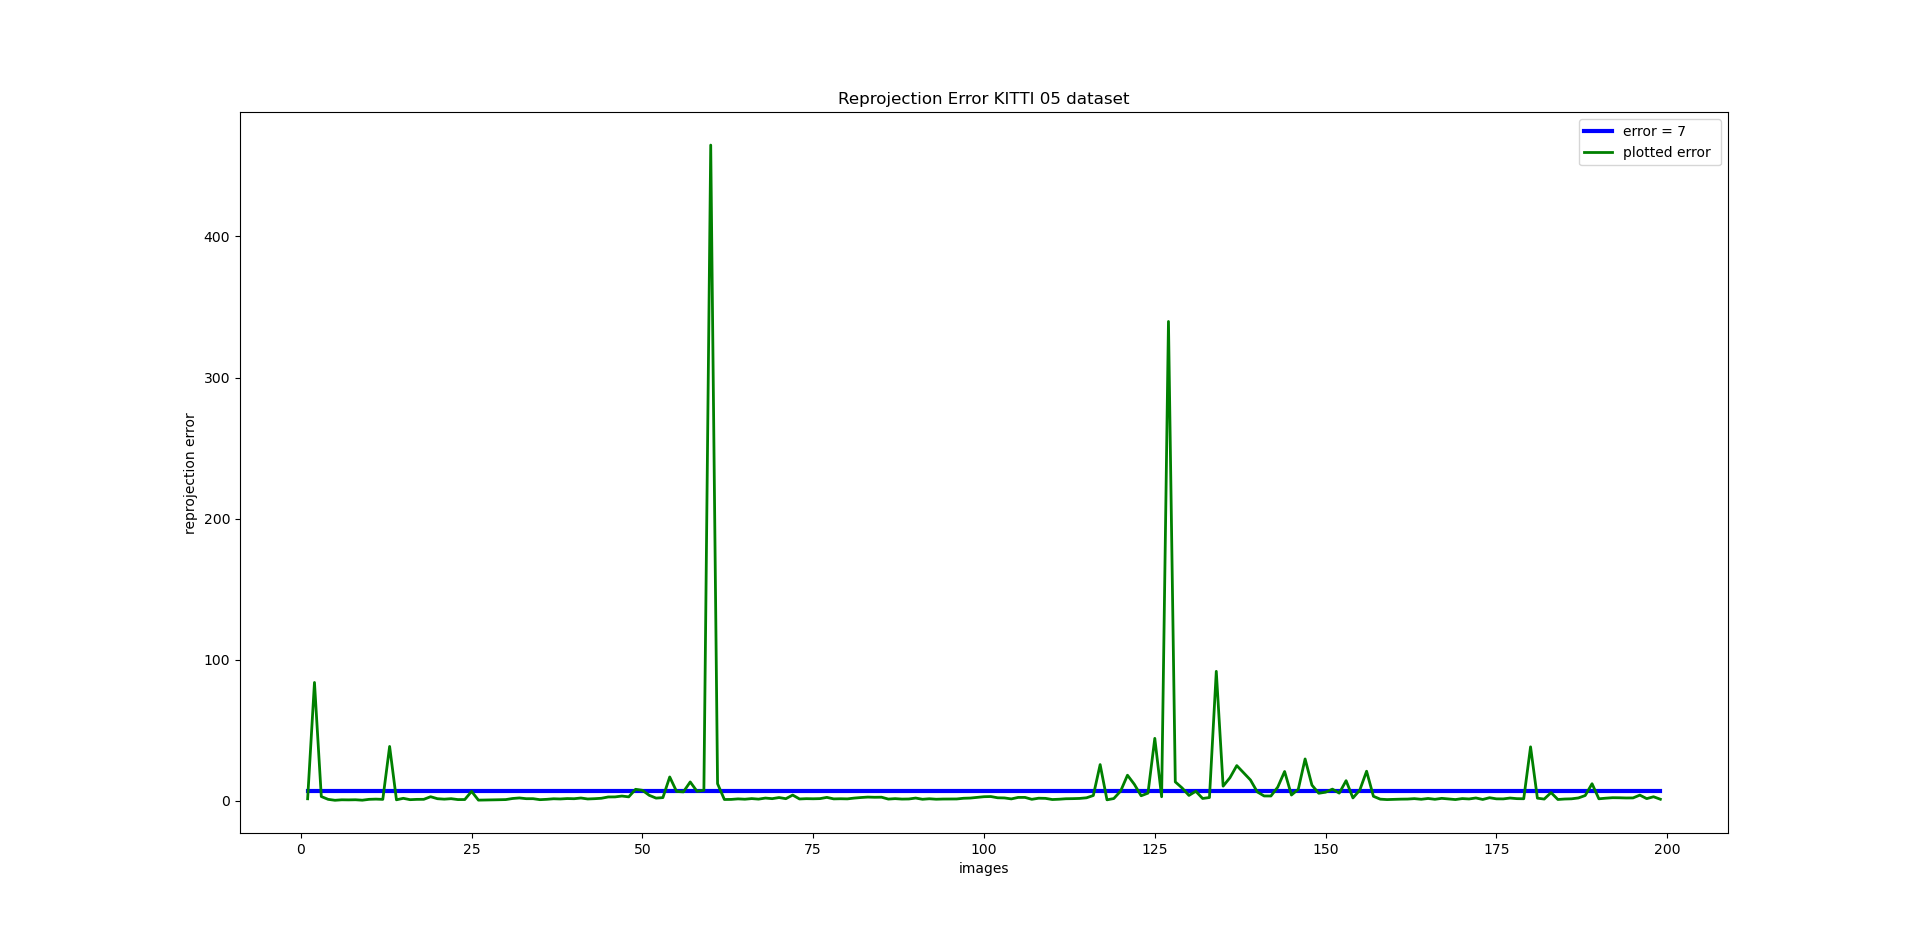 Reprojection Error KITTI 05 dataset
error = 7
plotted error
400
300
200
100
0
reprojection error
0 25 50 75 100 125 150 175 200
images